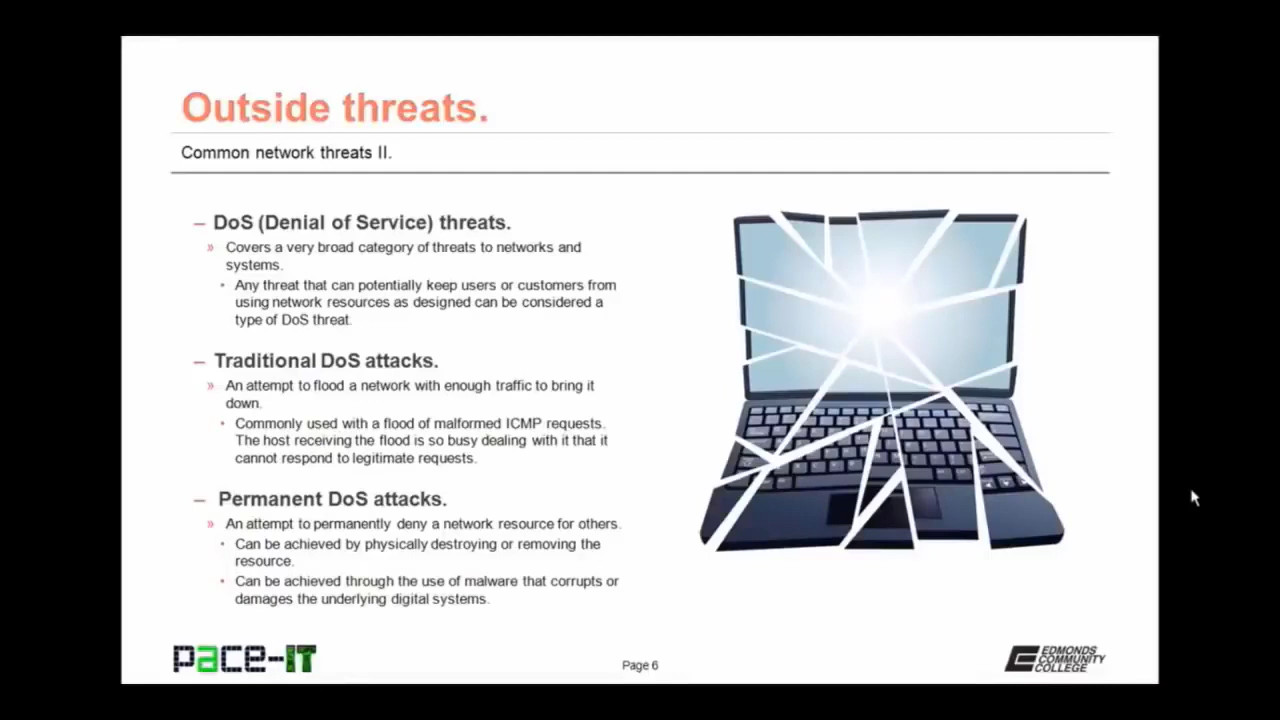 Outside threats.
Common network threats II.
– DoS (Denial of Service) threats.
» Covers a very broad category of threats to networks and
systems.
• Any threat that can potentially keep users or customers from
using network resources as designed can be considered a
type of DoS threat.
– Traditional DoS attacks.
» An attempt to flood a network with enough traffic to bring it
down.
• Commonly used with a flood of malformed ICMP requests.
The host receiving the flood is so busy dealing with it that it
cannot respond to legitimate requests.
– Permanent DoS attacks.
» An attempt to permanently deny a network resource for others.
• Can be achieved by physically destroying or removing the
resource.
• Can be achieved through the use of malware that corrupts or
damages the underlying digital systems.
pace-IT
Page 6
EDMONDS
COMMUNITY
COLLEGE